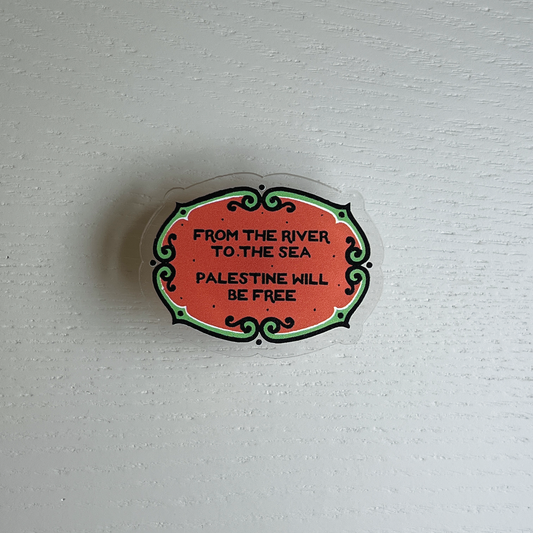 FROM THE RIVER
TO THE SEA
PALESTINE WILL
BE FREE